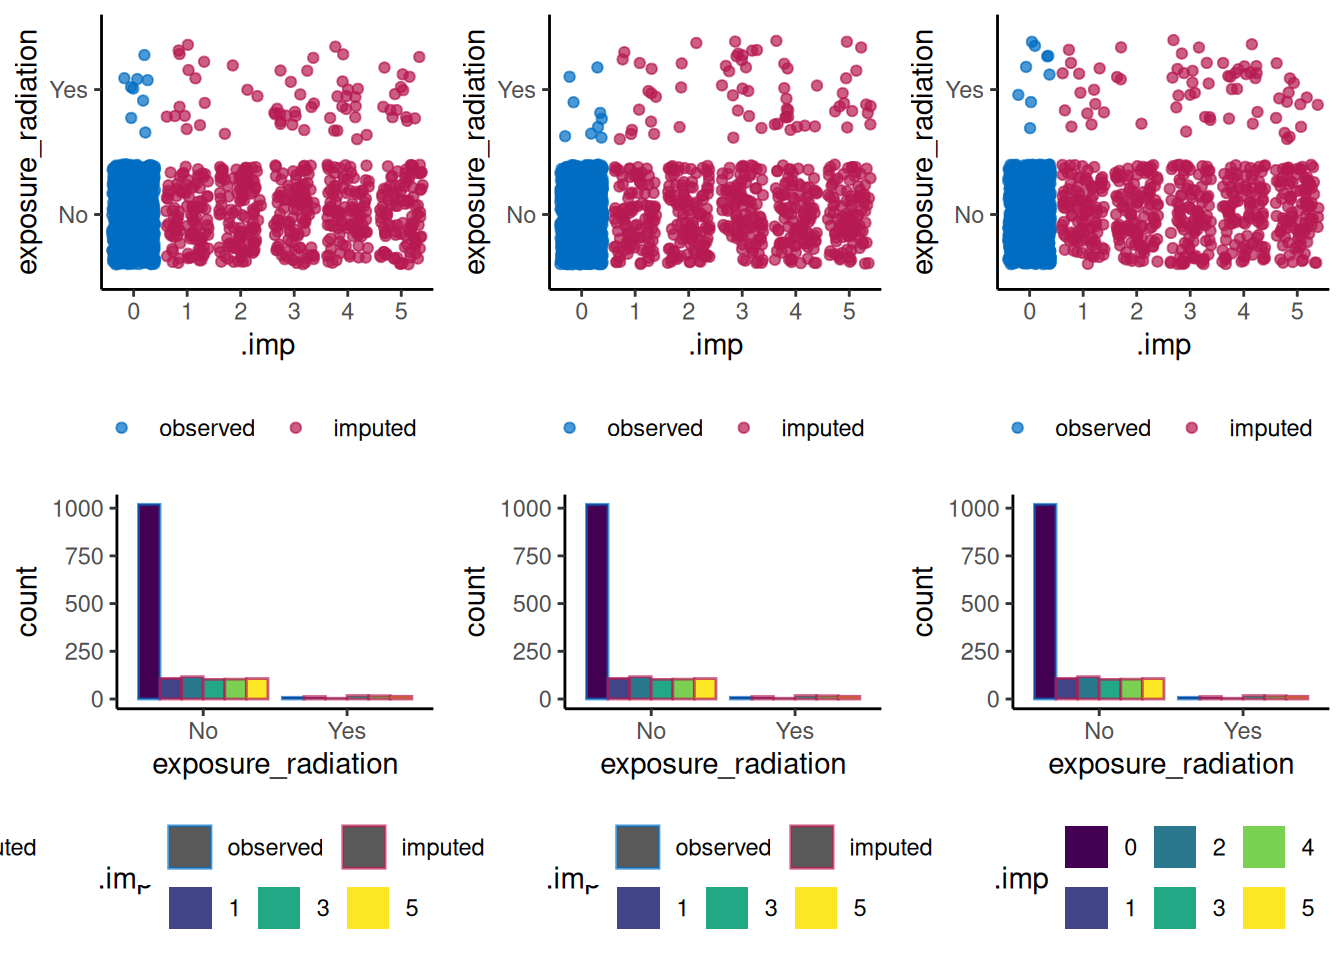 exposure_radiation
Yes
No
0 1 2 3 4 5
.imp
observed imputed
exposure_radiation
Yes
No
0 1 2 3 4 5
.imp
observed imputed
exposure_radiation
Yes
No
0 1 2 3 4 5
.imp
observed imputed
count
1000
750
500
250
0
No Yes
exposure_radiation
count
1000
750
500
250
0
No Yes
exposure_radiation
count
1000
750
500
250
0
No Yes
exposure_radiation
observed imputed
.imp
1 3 5
observed imputed
.imp
1 3 5
.imp
0 2 4
1 3 5